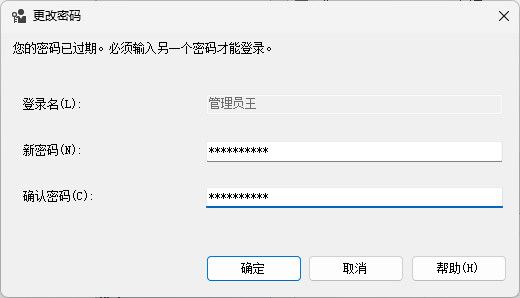 更改密码
您的密码已过期。必须输入另一个密码才能登录。
登录名(L):
管理员王
新密码(N):
**********
确认密码(C):
**********
确定
取消
帮助(H)